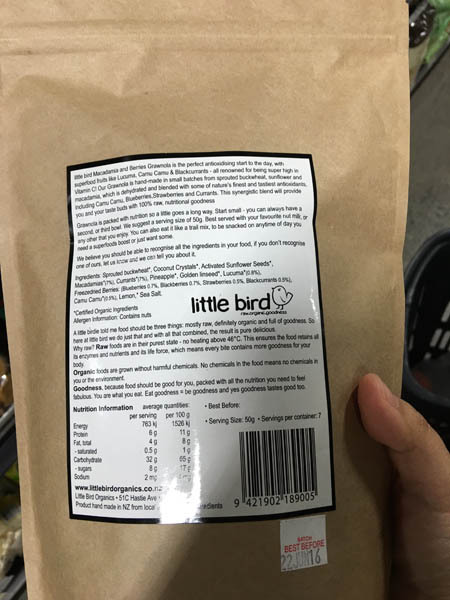 little bird Macadamia and Berries Grawnola is the perfect antioxidising start to the day, with
superfood fruits like Lucuma, Camu Camu & Blackcurrants - all renowned for being super high in
Vitamin C! Our Grawnola is hand-made in small batches from sprouted buckwheat, sunflower and
macadamia, which is dehydrated and blended with some of nature's finest and tastiest antioxidants,
including Camu Camu, Blueberries, Strawberries and Currants. This synergistic blend will provide
you and your taste buds with 100% raw, nutritional goodness
Grawnola is packed with nutrition so a little goes a long way. Start small - you can always have a
second, or third bowl. We suggest a serving size of 50g. Best served with your favourite nut milk, or
any other that you enjoy. You can also eat it like a trail mix, to be snacked on anytime of day you
need a superfoods boost or just want some.
We believe you should be able to recognise all the ingredients in your food, if you don't recognise
one of ours, let us know and we can tell you about it.
Ingredients: Sprouted buckwheat*, Coconut Crystals*, Activated Sunflower Seeds*,
Macadamias*(7%), Currants*(7%), Pineapple*, Golden linseed*, Lucuma*(0.8%),
Freezedried Berries: (Blueberries 0.7%, Blackberries 0.7%, Strawberries 0.5%, Blackcurrants 0.5%),
Camu Camu*(0.5%), Lemon,* Sea Salt.
*Certified Organic Ingredients
Allergen Information: Contains nuts
little bird
raw.organic.goodness
A little birdie told me food should be three things: mostly raw, definitely organic and full of goodness. So
here at little bird we do just that and with all that combined, the result is pure delicious.
Why raw? Raw foods are in their purest state - no heating above 46°C. This ensures the food retains all
its enzymes and nutrients and its life force, which means every bite contains more goodness for your
body.
Organic foods are grown without harmful chemicals. No chemicals in the food means no chemicals in
you or the environment.
Goodness, because food should be good for you, packed with all the nutrition you need to feel
fabulous. You are what you eat. Eat goodness = be goodness and yes goodness tastes good too.
Nutrition Information average quantities:
per serving per 100 g
Energy 763 kj 1526 kj
Protein 6 g 11 g
Fat, total 4 g 8 g
- saturated 0.5 g 1 g
Carbohydrate 32 g 65 g
- sugars 8 g 17 g
Sodium 2 mg
• Best Before:
• Serving Size: 50g • Servings per container: 7
www.littlebirdorganics.co.nz
Little Bird Organics • 51C Hastie Ave
Product hand made in NZ from local
9 421902 189005
BATCH
BEST BEFORE
22 JUN 16